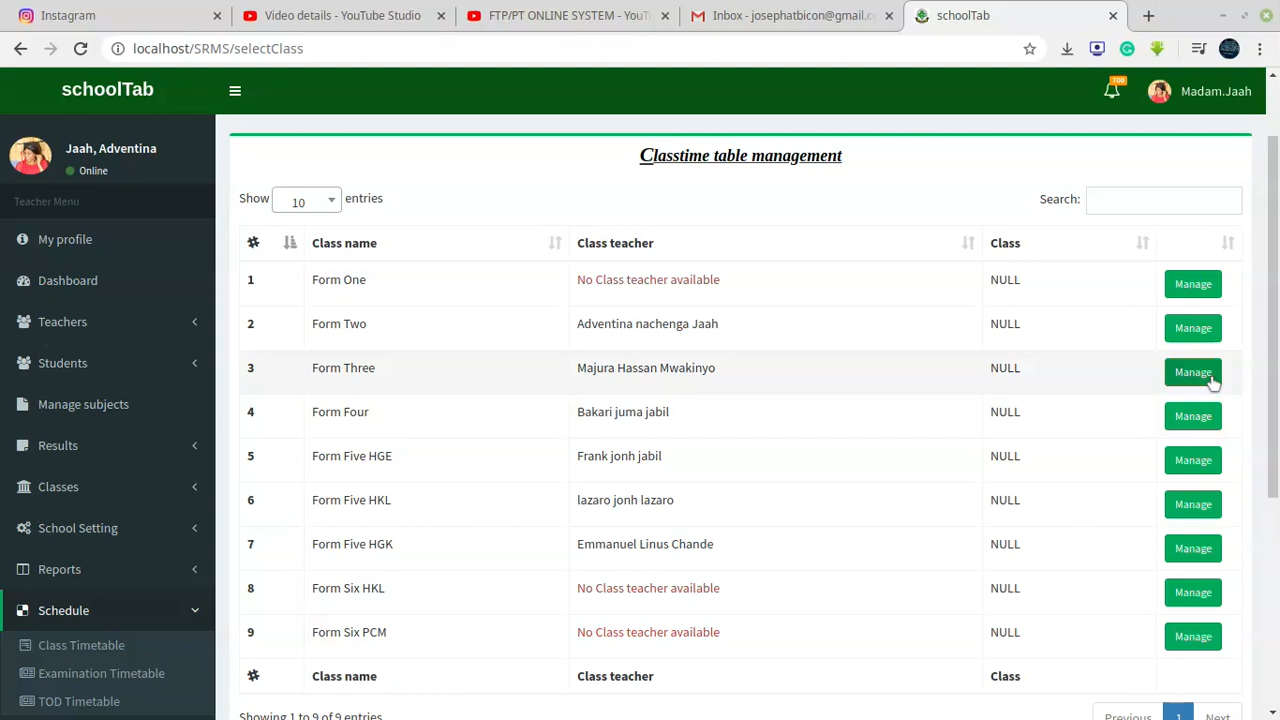 Instagram
Video details - YouTube Studio
FTP/PT ONLINE SYSTEM - YouT
Inbox - josephatbicon@gmail.c
schoolTab
localhost/SRMS/selectClass
schoolTab
TOD
Madam.Jaah
Jaah, Adventina
Online
Teacher Menu
My profile
Dashboard
Teachers
Students
Manage subjects
Results
Classes
School Setting
Reports
Schedule
Class Timetable
Examination Timetable
TOD Timetable
Classtime table management
Show 10 entries
Search:
Class name Class teacher Class
1 Form One No Class teacher available NULL Manage
2 Form Two Adventina nachenga Jaah NULL Manage
3 Form Three Majura Hassan Mwakinyo NULL Manage
4 Form Four Bakari juma jabil NULL Manage
5 Form Five HGE Frank jonh jabil NULL Manage
6 Form Five HKL lazaro jonh lazaro NULL Manage
7 Form Five HGK Emmanuel Linus Chande NULL Manage
8 Form Six HKL No Class teacher available NULL Manage
9 Form Six PCM No Class teacher available NULL Manage
Class name Class teacher Class
Showing 1 to 9 of 9 entries
Previous 1 Next